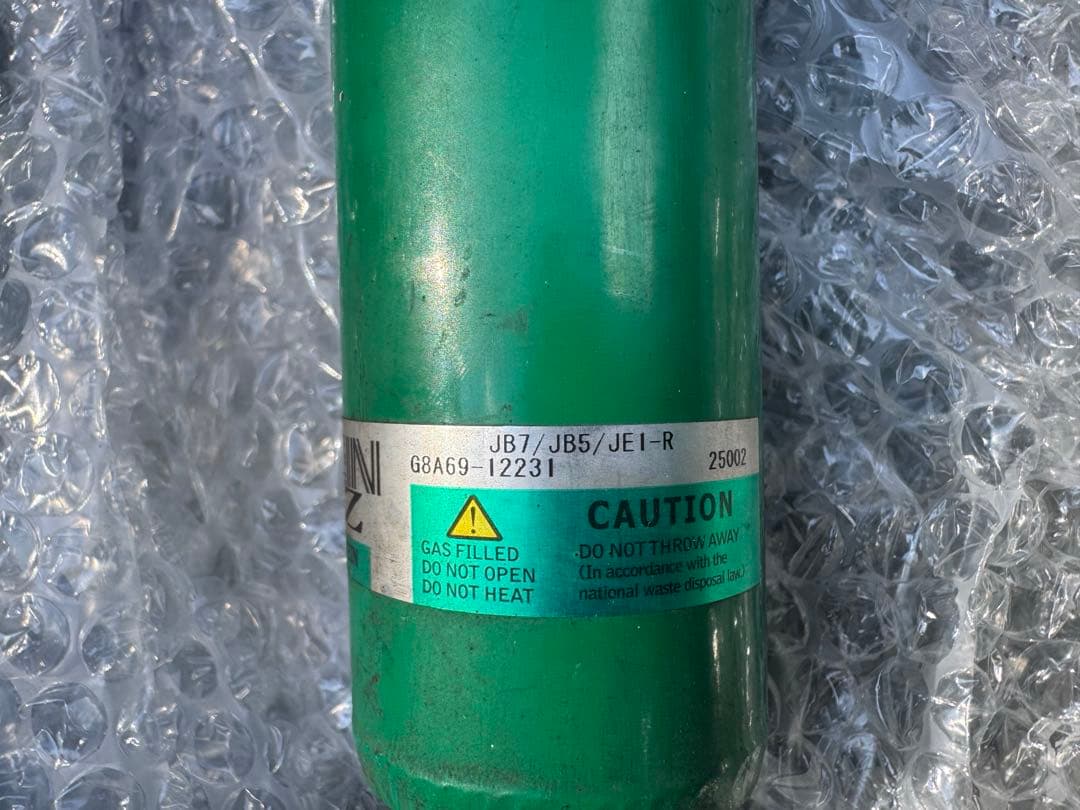 JB7/JB5/JE1-R
G8A69-12231
25002
CAUTION
GAS FILLED
DO NOT OPEN
DO NOT HEAT
DO NOT THROW AWAY
(In accordance with the
national waste disposal law.)